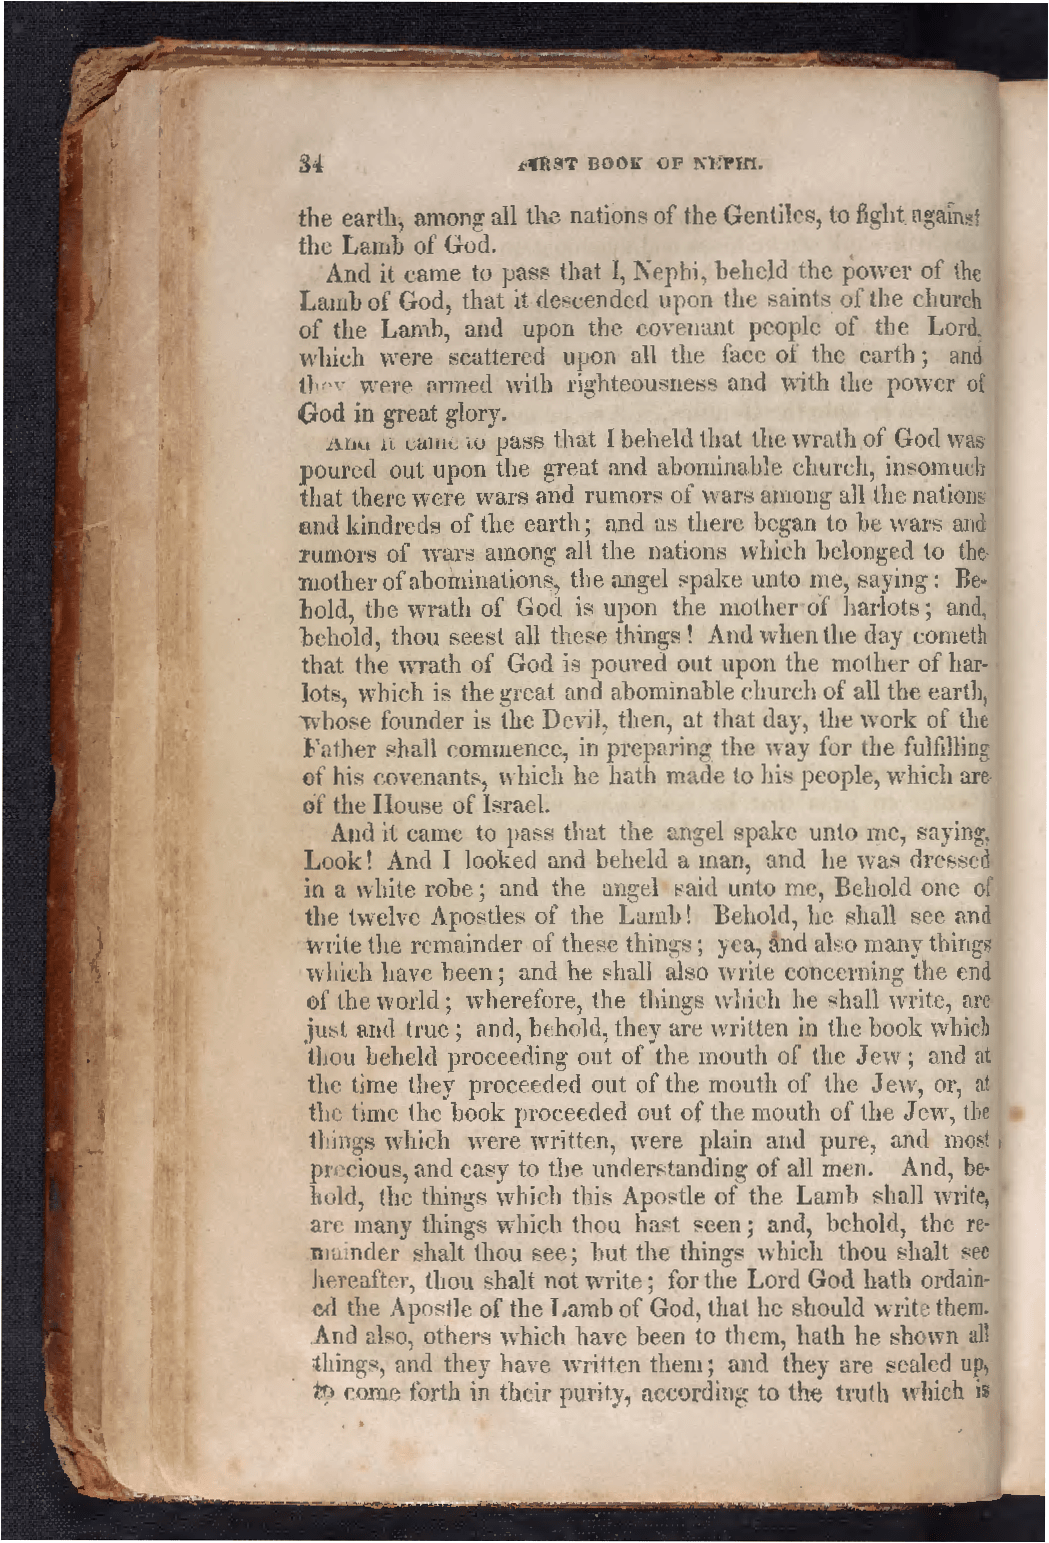 34 FIRST BOOK OF NEPHI.
the earth, among all the nations of the Gentiles, to fight against
the Lamb of God.
And it came to pass that I, Nephi, beheld the power of the
Lamb of God, that it descended upon the saints of the church
of the Lamb, and upon the covenant people of the Lord,
which were scattered upon all the face of the earth; and
they were armed with righteousness and with the power of
God in great glory.
And it came to pass that I beheld that the wrath of God was
poured out upon the great and abominable church, insomuch
that there were wars and rumors of wars among all the nations
and kindreds of the earth; and as there began to be wars and
rumors of wars among all the nations which belonged to the
mother of abominations, the angel spake unto me, saying: Be-
hold, the wrath of God is upon the mother of harlots; and,
behold, thou seest all these things! And when the day cometh
that the wrath of God is poured out upon the mother of har-
lots, which is the great and abominable church of all the earth,
whose founder is the Devil, then, at that day, the work of the
Father shall commence, in preparing the way for the fulfilling
of his covenants, which he hath made to his people, which are
of the House of Israel.
And it came to pass that the angel spake unto me, saying,
Look! And I looked and beheld a man, and he was dressed
in a white robe; and the angel said unto me, Behold one of
the twelve Apostles of the Lamb! Behold, he shall see and
write the remainder of these things; yea, and also many things
which have been; and he shall also write concerning the end
of the world; wherefore, the things which he shall write, are
just and true; and, behold, they are written in the book which
thou beheld proceeding out of the mouth of the Jew; and at
the time they proceeded out of the mouth of the Jew, or, at
the time the book proceeded out of the mouth of the Jew, the
things which were written, were plain and pure, and most
precious, and easy to the understanding of all men. And, be-
hold, the things which this Apostle of the Lamb shall write,
are many things which thou hast seen; and, behold, the re-
mainder shalt thou see; but the things which thou shalt see
hereafter, thou shalt not write; for the Lord God hath ordain-
ed the Apostle of the Lamb of God, that he should write them.
And also, others which have been to them, hath he shown all
things, and they have written them; and they are sealed up,
to come forth in their purity, according to the truth which is